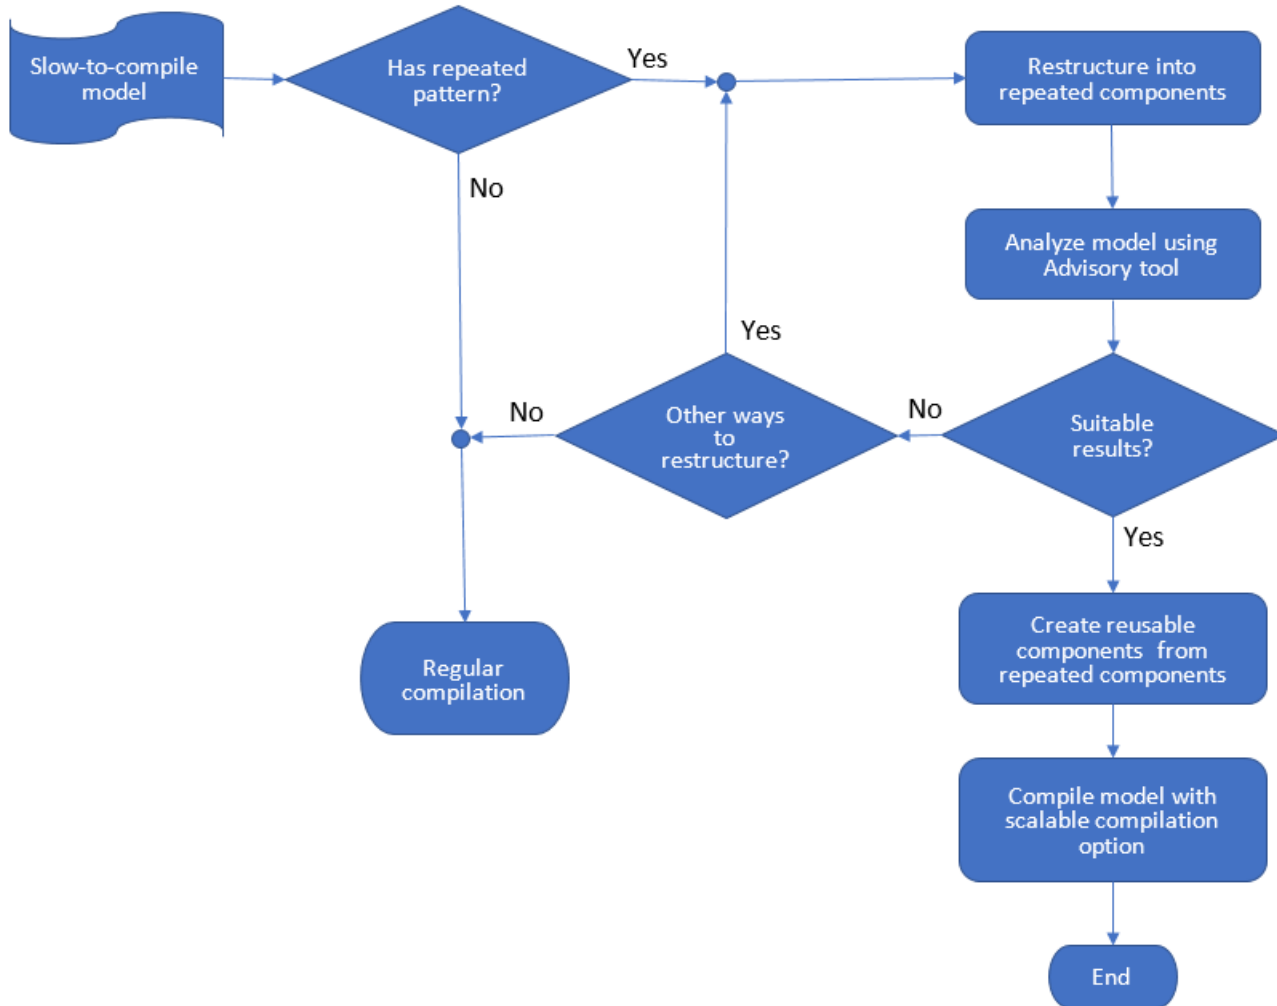 Slow-to-compile
model
Has repeated
pattern?
Yes
Restructure into
repeated components
No
Analyze model using
Advisory tool
Yes
No
Other ways
to
restructure?
No
Suitable
results?
Yes
Regular
compilation
Create reusable
components from
repeated components
Compile model with
scalable compilation
option
End